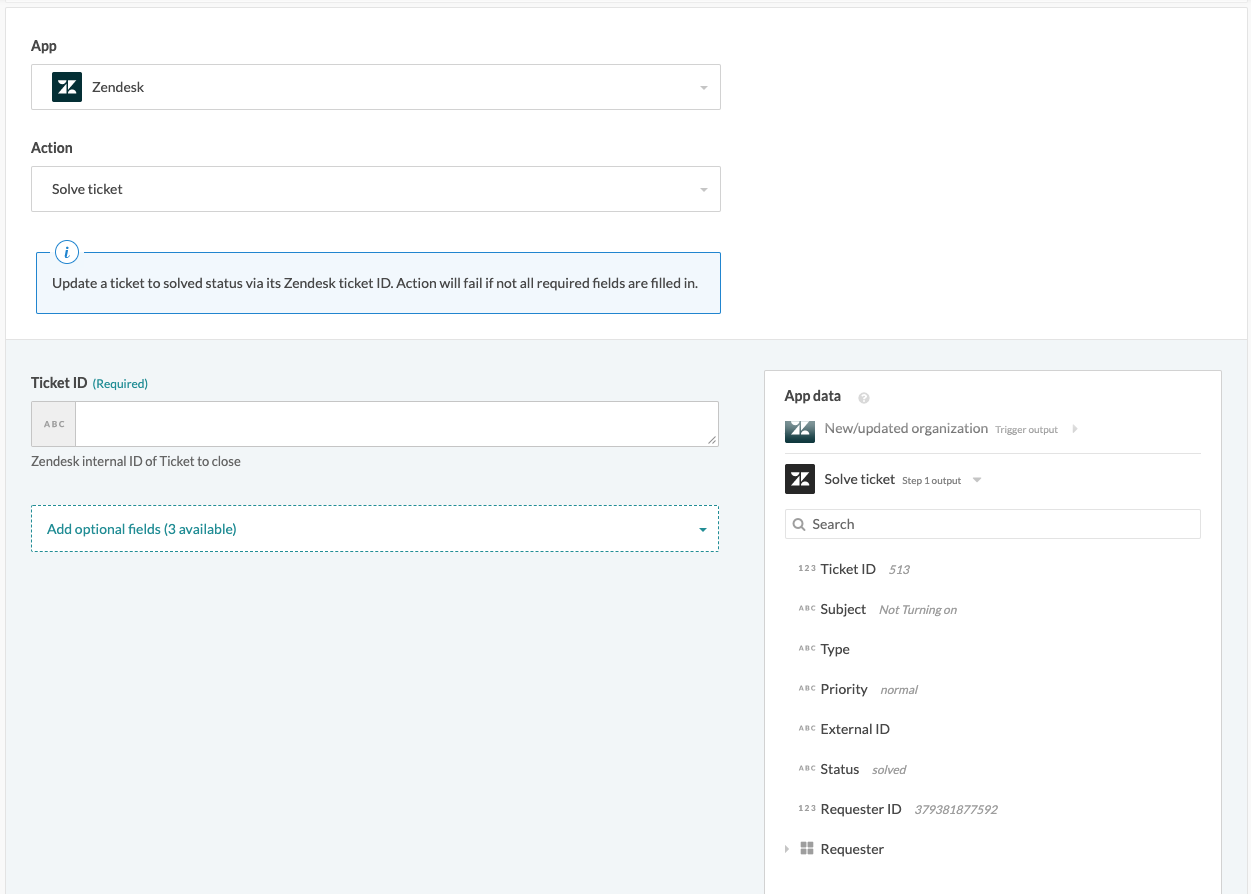 App
Zendesk
Action
Solve ticket
i
Update a ticket to solved status via its Zendesk ticket ID. Action will fail if not all required fields are filled in.
Ticket ID (Required)
ABC
Zendesk internal ID of Ticket to close
Add optional fields (3 available)
App data ?
New/updated organization Trigger output
Solve ticket Step 1 output
Search
123 Ticket ID 513
ABC Subject Not Turning on
ABC Type
ABC Priority normal
ABC External ID
ABC Status solved
123 Requester ID 379381877592
Requester